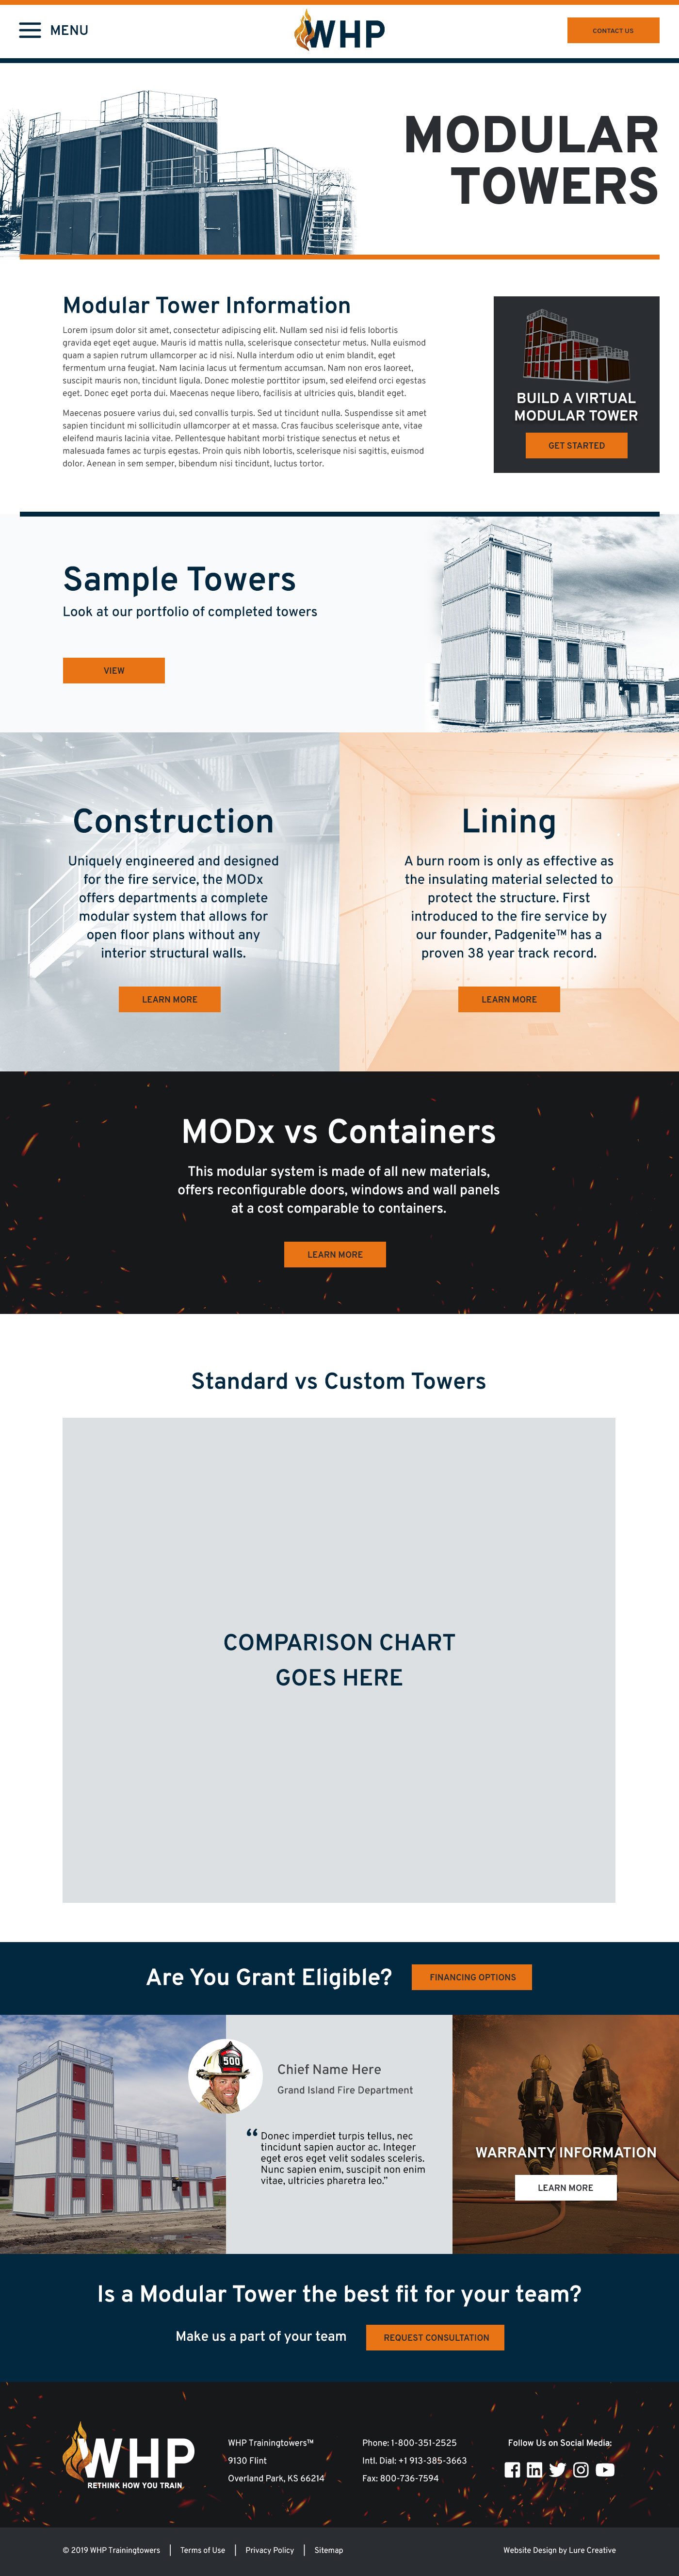 MENU
WHP
CONTACT US
MODULAR
TOWERS
Modular Tower Information
Lorem ipsum dolor sit amet, consectetur adipiscing elit. Nullam sed nisi id felis lobortis
gravida eget eget augue. Mauris id mattis nulla, scelerisque consectetur metus. Nulla euismod
quam a sapien rutrum ullamcorper ac id nisi. Nulla interdum odio ut enim blandit, eget
fermentum urna feugiat. Nam lacinia lacus ut fermentum accumsan. Nam non eros laoreet,
suscipit mauris non, tincidunt ligula. Donec molestie porttitor ipsum, sed eleifend orci egestas
eget. Donec eget porta dui. Maecenas neque libero, facilisis at ultricies quis, blandit eget.
Maecenas posuere varius dui, sed convallis turpis. Sed ut tincidunt nulla. Suspendisse sit amet
sapien tincidunt mi sollicitudin ullamcorper at et massa. Cras faucibus scelerisque ante, vitae
eleifend mauris lacinia vitae. Pellentesque habitant morbi tristique senectus et netus et
malesuada fames ac turpis egestas. Proin quis nibh lobortis, scelerisque nisi sagittis, euismod
dolor. Aenean in sem semper, bibendum nisi tincidunt, luctus tortor.
BUILD A VIRTUAL
MODULAR TOWER
GET STARTED
Sample Towers
Look at our portfolio of completed towers
VIEW
Construction
Uniquely engineered and designed
for the fire service, the MODx
offers departments a complete
modular system that allows for
open floor plans without any
interior structural walls.
LEARN MORE
Lining
A burn room is only as effective as
the insulating material selected to
protect the structure. First
introduced to the fire service by
our founder, Padgenite™ has a
proven 38 year track record.
LEARN MORE
MODx vs Containers
This modular system is made of all new materials,
offers reconfigurable doors, windows and wall panels
at a cost comparable to containers.
LEARN MORE
Standard vs Custom Towers
COMPARISON CHART
GOES HERE
Are You Grant Eligible?
FINANCING OPTIONS
500
Chief Name Here
Grand Island Fire Department
“ Donec imperdiet turpis tellus, nec
tincidunt sapien auctor ac. Integer
eget eros eget velit sodales sceleris.
Nunc sapien enim, suscipit non enim
vitae, ultricies pharetra leo.”
WARRANTY INFORMATION
LEARN MORE
Is a Modular Tower the best fit for your team?
Make us a part of your team
REQUEST CONSULTATION
WHP
RETHINK HOW YOU TRAIN
WHP Trainingtowers™
9130 Flint
Overland Park, KS 66214
Phone: 1-800-351-2525
Intl. Dial: +1 913-385-3663
Fax: 800-736-7594
Follow Us on Social Media:
© 2019 WHP Trainingtowers | Terms of Use | Privacy Policy | Sitemap
Website Design by Lure Creative